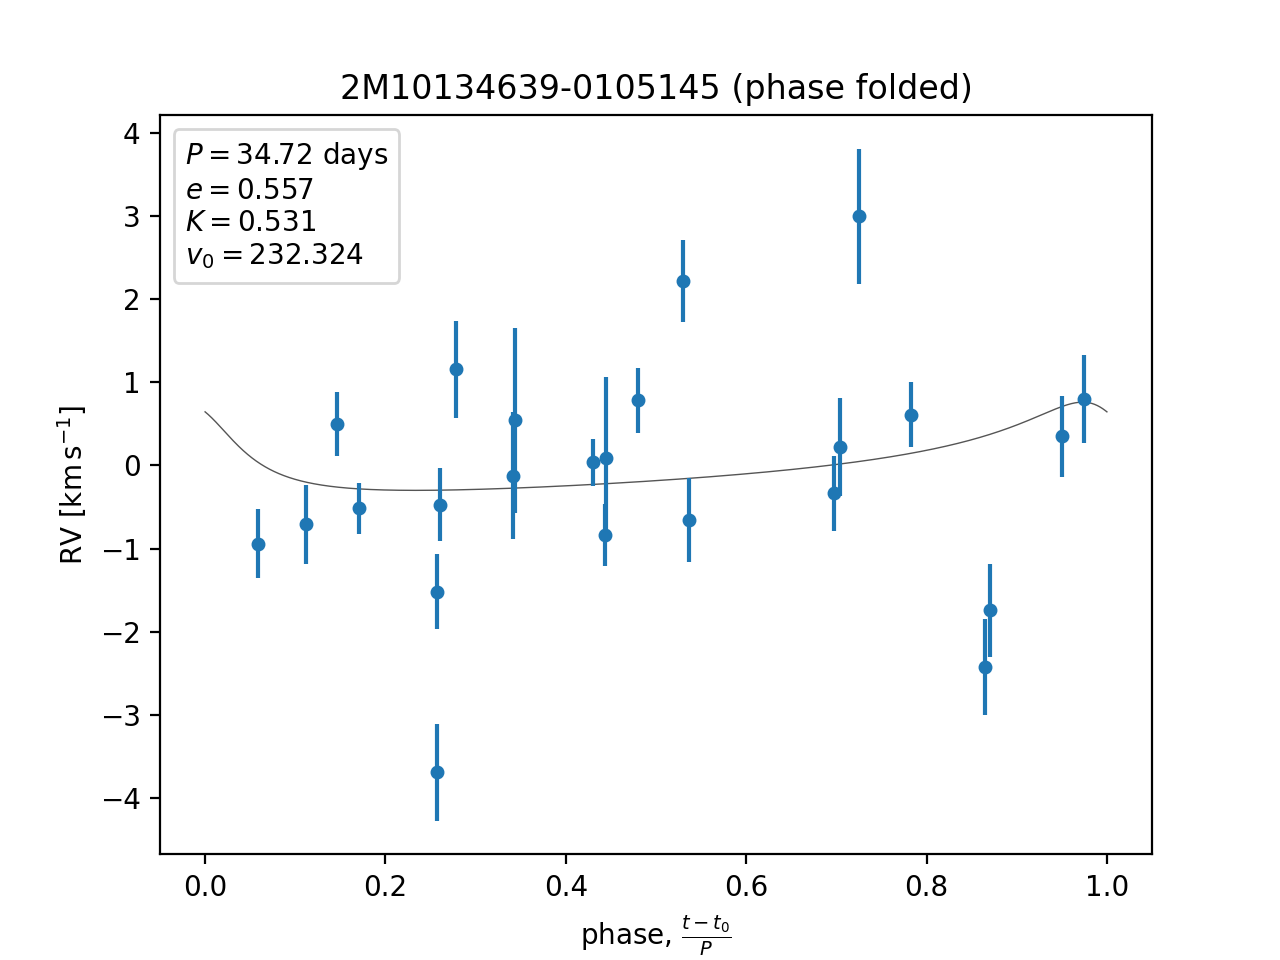 2M10134639-0105145 (phase folded)
P = 34.72 days
e = 0.557
K = 0.531
v₀ = 232.324
4
3
2
1
0
−1
−2
−3
−4
RV [km s⁻¹]
0.0 0.2 0.4 0.6 0.8 1.0
phase, (t − t₀)/P